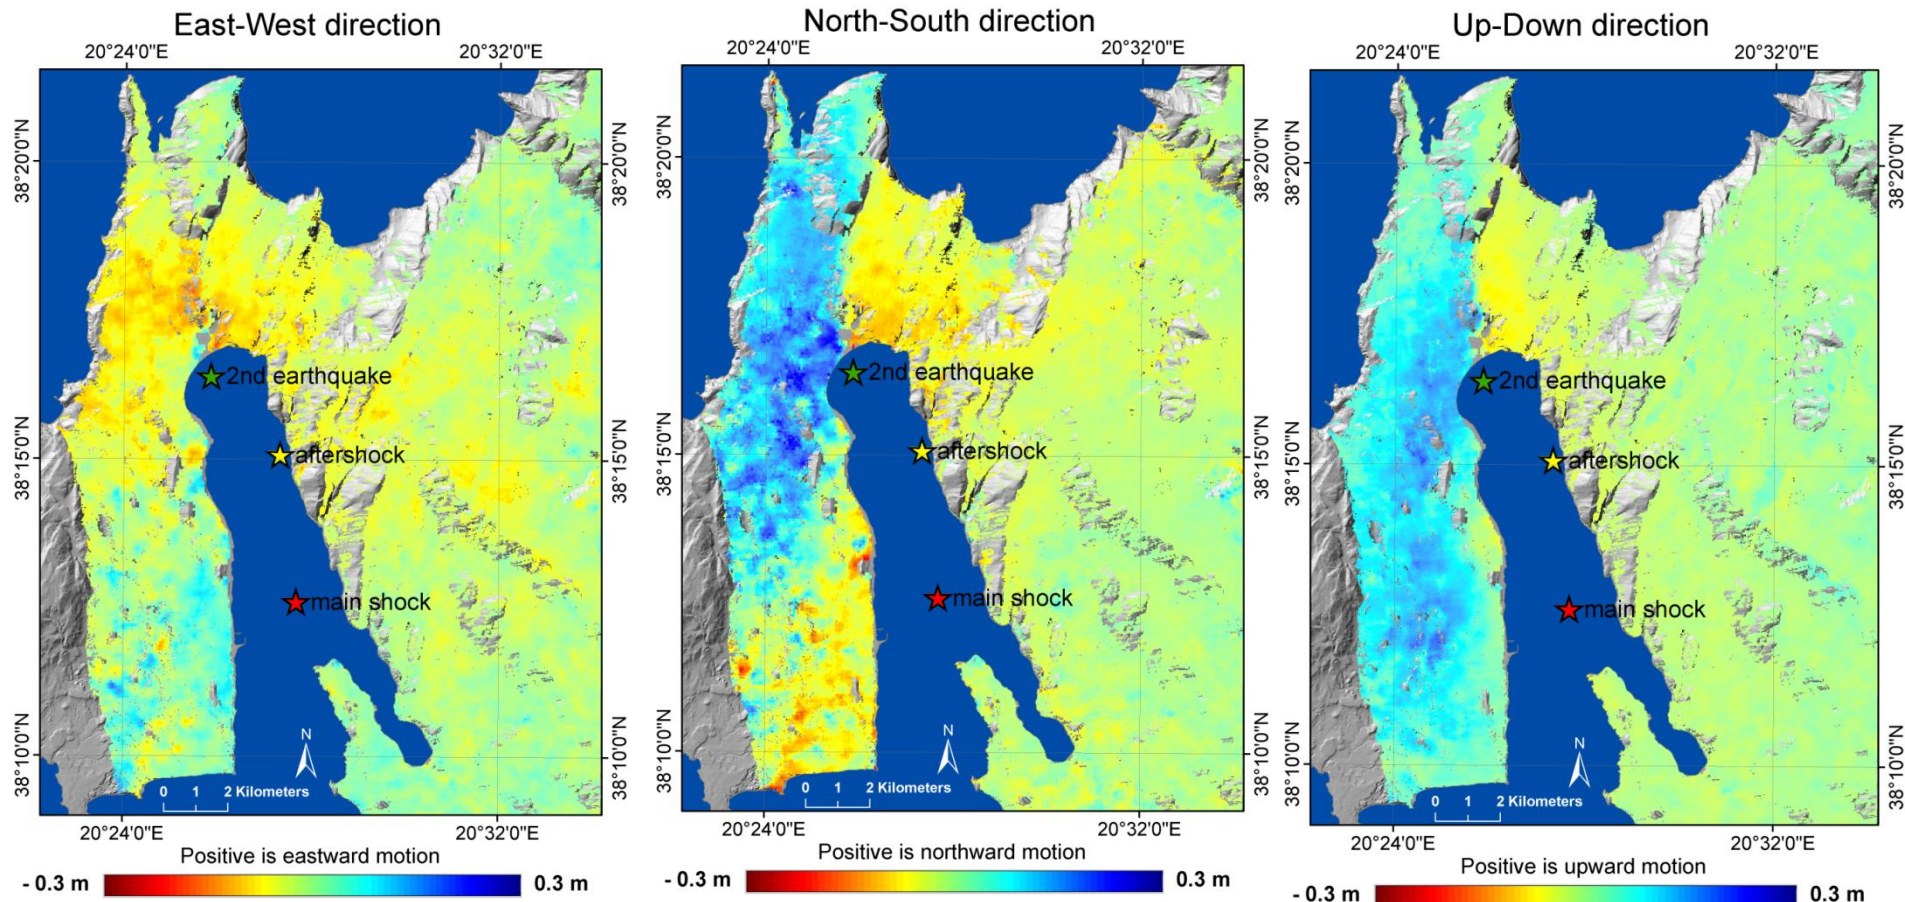 East-West direction
20°24'0"E
20°32'0"E
38°20'0"N
38°20'0"N
2nd earthquake
38°15'0"N
aftershock
38°15'0"N
main shock
38°10'0"N
N
38°10'0"N
0 1 2 Kilometers
20°24'0"E
20°32'0"E
Positive is eastward motion
- 0.3 m
0.3 m
North-South direction
20°24'0"E
20°32'0"E
38°20'0"N
38°20'0"N
2nd earthquake
38°15'0"N
aftershock
38°15'0"N
main shock
38°10'0"N
N
38°10'0"N
0 1 2 Kilometers
20°24'0"E
20°32'0"E
Positive is northward motion
- 0.3 m
0.3 m
Up-Down direction
20°24'0"E
20°32'0"E
38°20'0"N
38°20'0"N
2nd earthquake
38°15'0"N
aftershock
38°15'0"N
main shock
38°10'0"N
N
38°10'0"N
0 1 2 Kilometers
20°24'0"E
20°32'0"E
Positive is upward motion
- 0.3 m
0.3 m